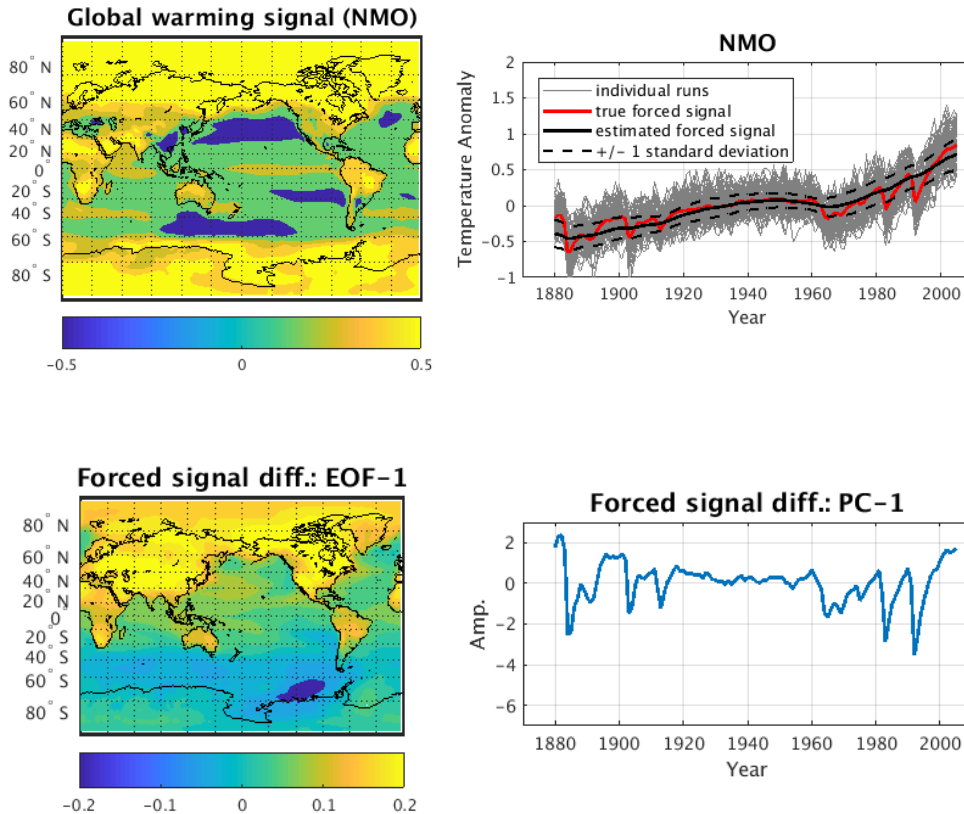 Global warming signal (NMO)
80° N
60° N
40° N
20° N
0°
20° S
40° S
60° S
80° S
-0.5 0 0.5
NMO
Temperature Anomaly
2
1.5
1
0.5
0
-0.5
-1
individual runs
true forced signal
estimated forced signal
+/- 1 standard deviation
1880 1900 1920 1940 1960 1980 2000
Year
Forced signal diff.: EOF-1
80° N
60° N
40° N
20° N
0°
20° S
40° S
60° S
80° S
-0.2 -0.1 0 0.1 0.2
Forced signal diff.: PC-1
Amp.
2
0
-2
-4
-6
1880 1900 1920 1940 1960 1980 2000
Year